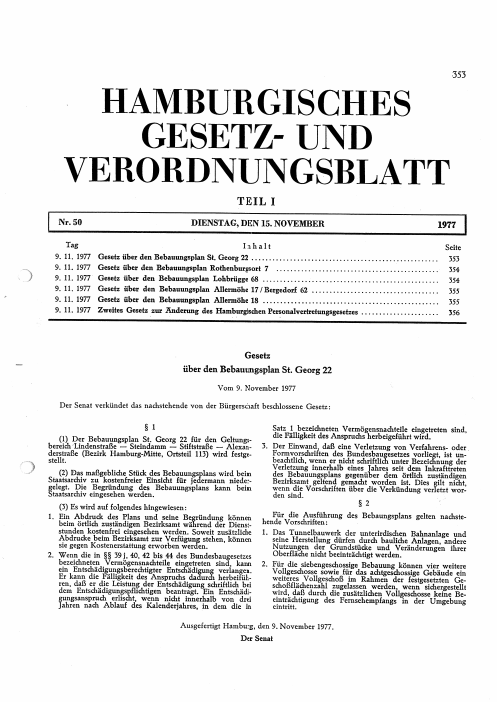 353
HAMBURGISCHES
GESETZ- UND
VERORDNUNGSBLATT
TEIL I
Nr. 50 DIENSTAG, DEN 15. NOVEMBER 1977
Tag Inhalt Seite
9. 11. 1977 Gesetz über den Bebauungsplan St. Georg 22 353
9. 11. 1977 Gesetz über den Bebauungsplan Rothenburgsort 7 354
9. 11. 1977 Gesetz über den Bebauungsplan Lohbrügge 68 354
9. 11. 1977 Gesetz über den Bebauungsplan Allermöhe 17/Bergedorf 62 355
9. 11. 1977 Gesetz über den Bebauungsplan Allermöhe 18 355
9. 11. 1977 Zweites Gesetz zur Änderung des Hamburgischen Personalvertretungsgesetzes 356
Gesetz
über den Bebauungsplan St. Georg 22
Vom 9. November 1977
Der Senat verkündet das nachstehende von der Bürgerschaft beschlossene Gesetz:
§ 1
(1) Der Bebauungsplan St. Georg 22 für den Geltungs-
bereich Lindenstraße — Steindamm — Stiftstraße — Alexan-
derstraße (Bezirk Hamburg-Mitte, Ortsteil 113) wird festge-
stellt.
(2) Das maßgebliche Stück des Bebauungsplans wird beim
Staatsarchiv zu kostenfreier Einsicht für jedermann nieder-
gelegt. Die Begründung des Bebauungsplans kann beim
Staatsarchiv eingesehen werden.
(3) Es wird auf folgendes hingewiesen:
1. Ein Abdruck des Plans und seine Begründung können
beim örtlich zuständigen Bezirksamt während der Dienst-
stunden kostenfrei eingesehen werden. Soweit zusätzliche
Abdrucke beim Bezirksamt zur Verfügung stehen, können
sie gegen Kostenerstattung erworben werden.
2. Wenn die in §§ 39 j, 40, 42 bis 44 des Bundesbaugesetzes
bezeichneten Vermögensnachteile eingetreten sind, kann
ein Entschädigungsberechtigter Entschädigung verlangen.
Er kann die Fälligkeit des Anspruchs dadurch herbeifüh-
ren, daß er die Leistung der Entschädigung schriftlich bei
dem Entschädigungspflichtigen beantragt. Ein Entschädi-
gungsanspruch erlischt, wenn nicht innerhalb von drei
Jahren nach Ablauf des Kalenderjahres, in dem die in
Satz 1 bezeichneten Vermögensnachteile eingetreten sind,
die Fälligkeit des Anspruchs herbeigeführt wird.
3. Der Einwand, daß eine Verletzung von Verfahrens- oder
Formvorschriften des Bundesbaugesetzes vorliegt, ist un-
beachtlich, wenn er nicht schriftlich unter Bezeichnung der
Verletzung innerhalb eines Jahres seit dem Inkrafttreten
des Bebauungsplans gegenüber dem örtlich zuständigen
Bezirksamt geltend gemacht worden ist. Dies gilt nicht,
wenn die Vorschriften über die Verkündung verletzt wor-
den sind.
§ 2
Für die Ausführung des Bebauungsplans gelten nachste-
hende Vorschriften:
1. Das Tunnelbauwerk der unterirdischen Bahnanlage und
seine Herstellung dürfen durch bauliche Anlagen, andere
Nutzungen der Grundstücke und Veränderungen ihrer
Oberfläche nicht beeinträchtigt werden.
2. Für die siebengeschossige Bebauung können vier weitere
Vollgeschosse sowie für das achtgeschossige Gebäude ein
weiteres Vollgeschoß im Rahmen der festgesetzten Ge-
schoßflächenzahl zugelassen werden, wenn sichergestellt
wird, daß durch die zusätzlichen Vollgeschosse keine Be-
einträchtigung des Fernsehempfangs in der Umgebung
eintritt.
Ausgefertigt Hamburg, den 9. November 1977.
Der Senat